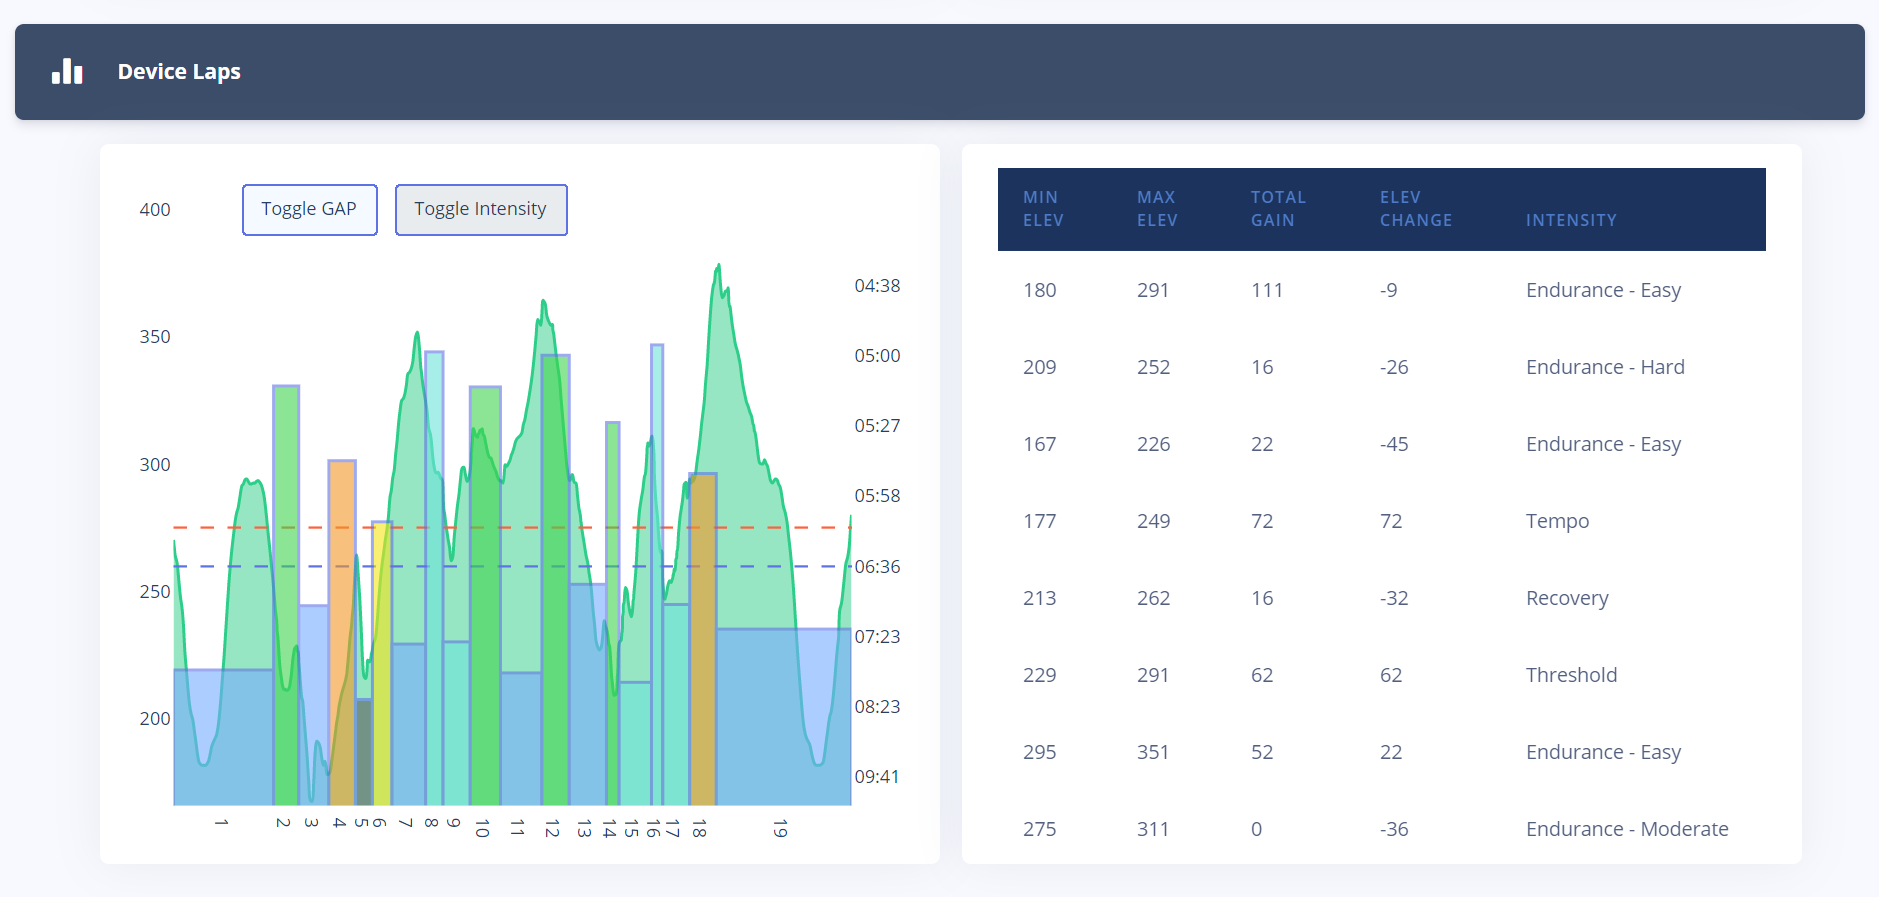 Device Laps
Toggle GAP
Toggle Intensity
400
350
300
250
200
04:38
05:00
05:27
05:58
06:36
07:23
08:23
09:41
1 2 3 4 5 6 7 8 9 10 11 12 13 14 15 16 17 18 19
MIN ELEV MAX ELEV TOTAL GAIN ELEV CHANGE INTENSITY
180 291 111 -9 Endurance - Easy
209 252 16 -26 Endurance - Hard
167 226 22 -45 Endurance - Easy
177 249 72 72 Tempo
213 262 16 -32 Recovery
229 291 62 62 Threshold
295 351 52 22 Endurance - Easy
275 311 0 -36 Endurance - Moderate